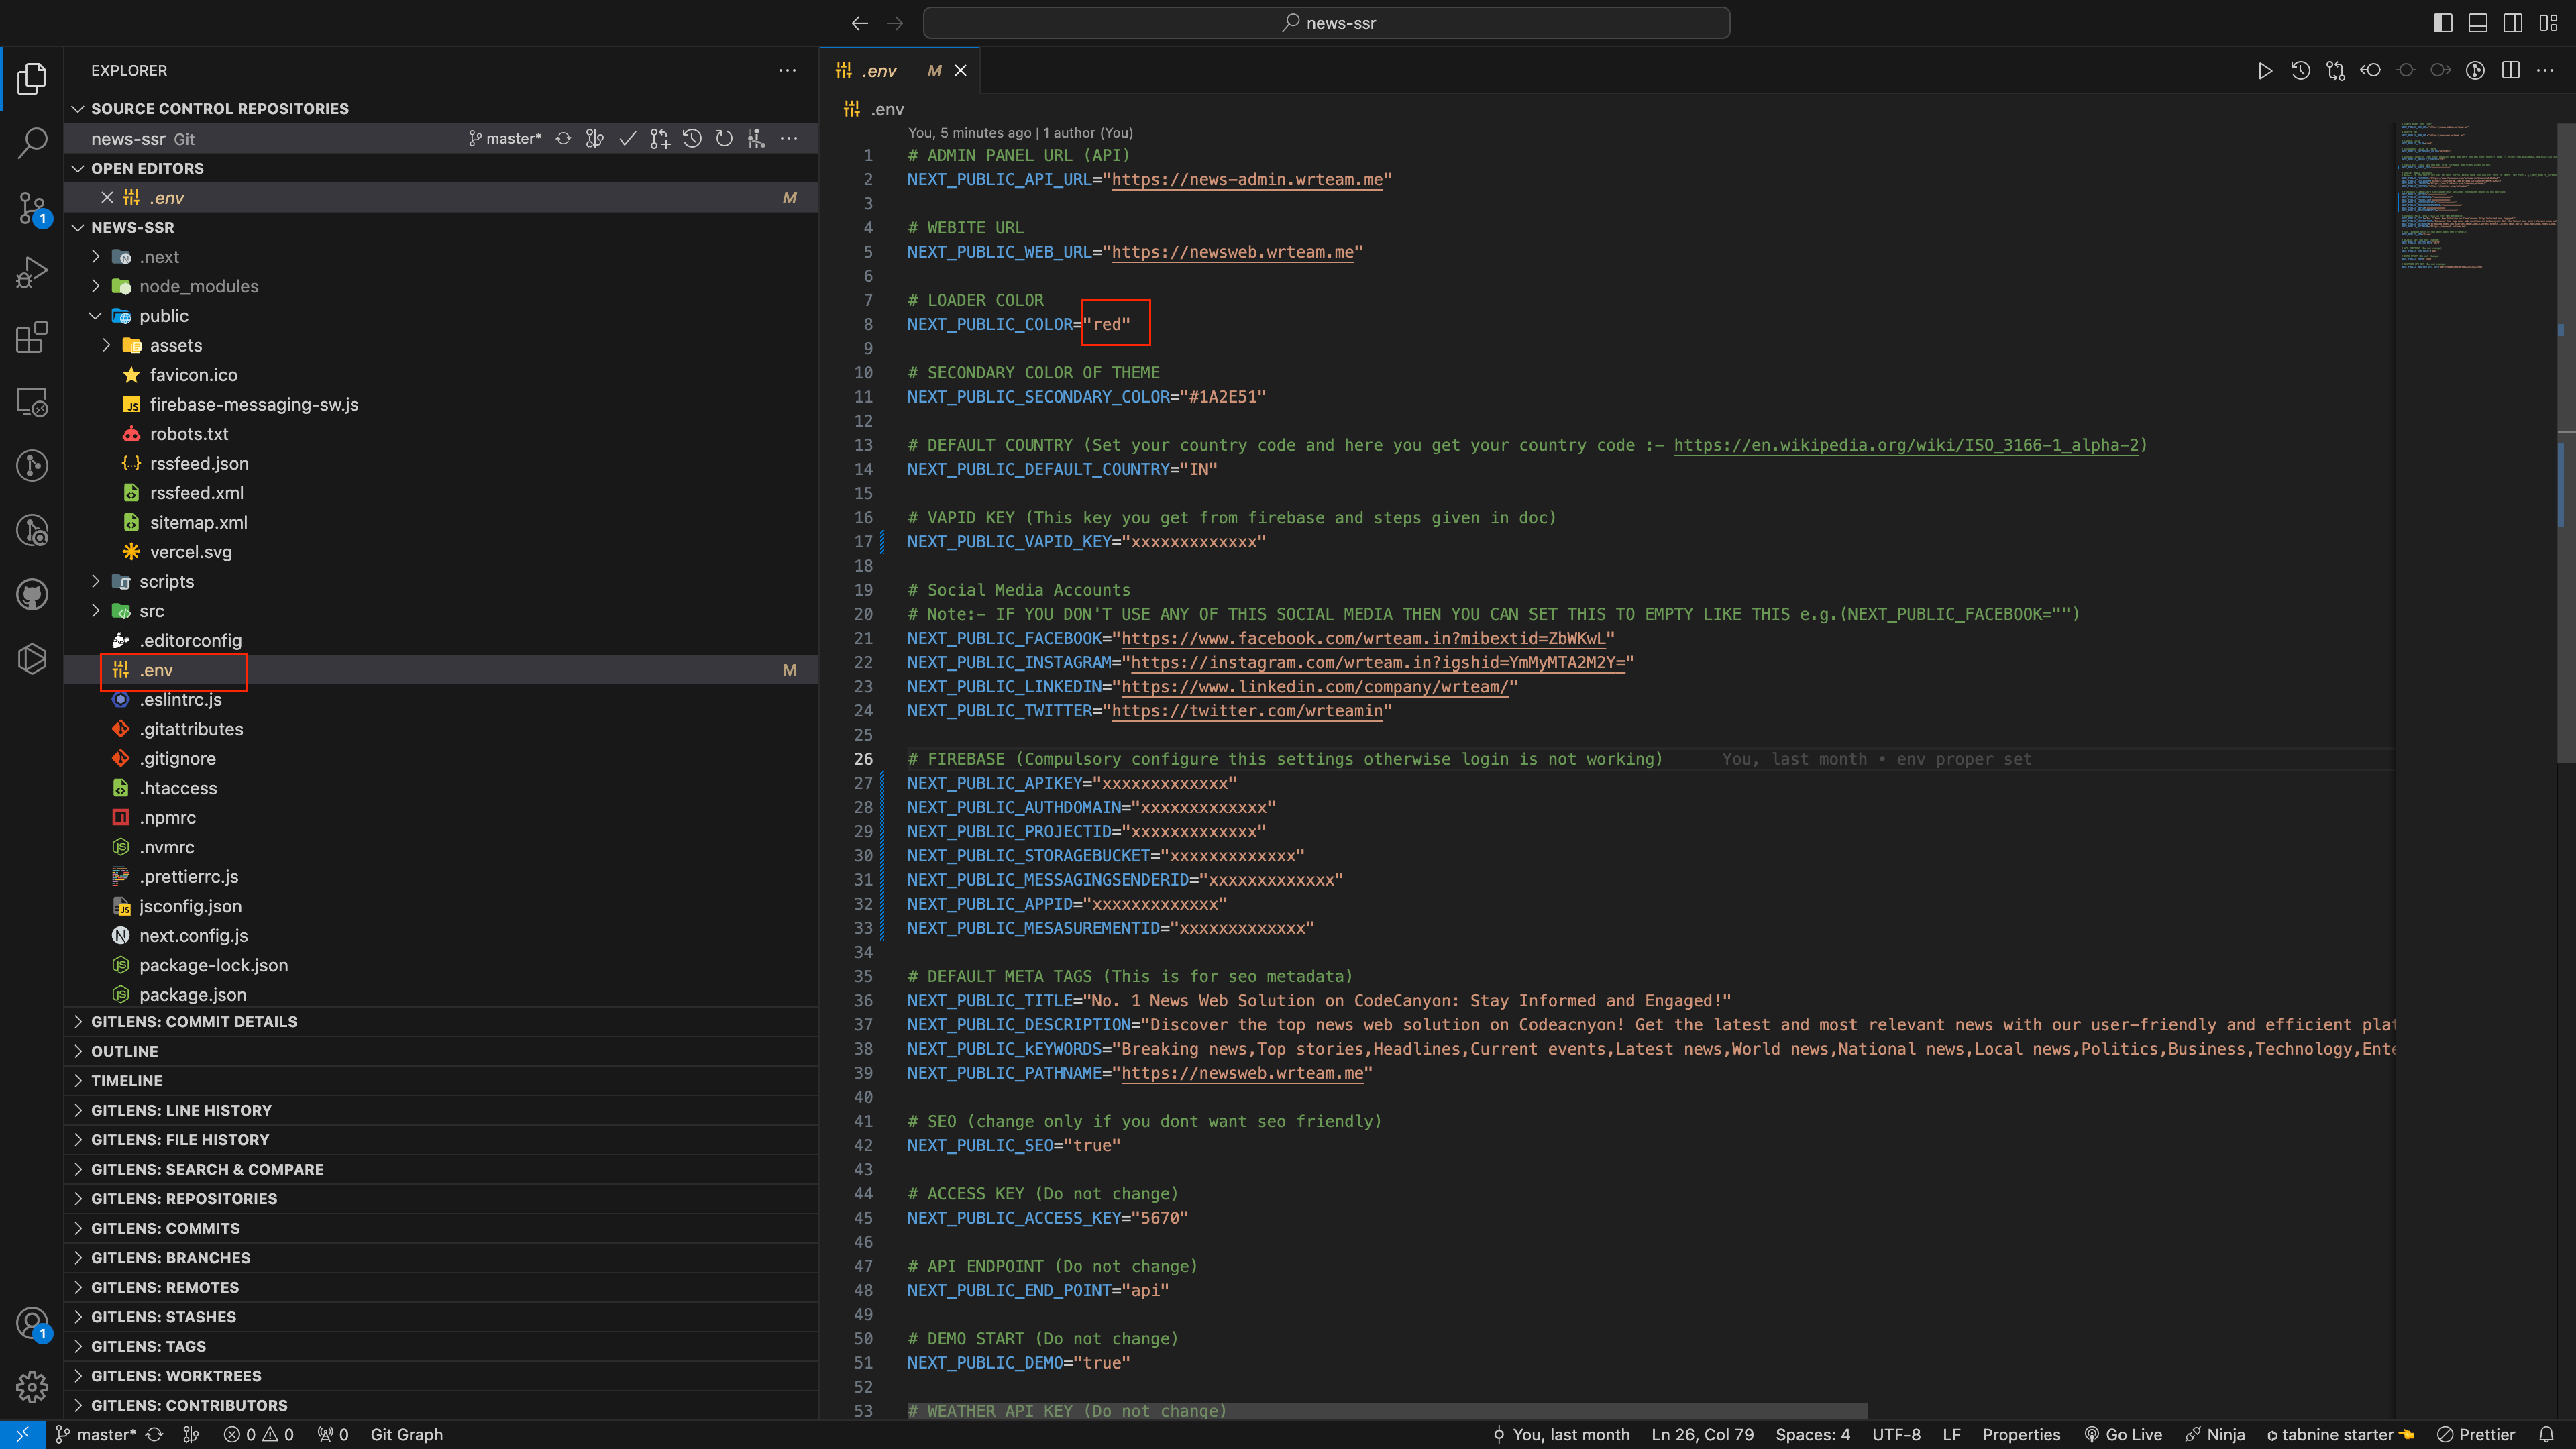 news-ssr
EXPLORER
SOURCE CONTROL REPOSITORIES
news-ssr Git master*
OPEN EDITORS
.env M
NEWS-SSR
.next
node_modules
public
assets
favicon.ico
firebase-messaging-sw.js
robots.txt
rssfeed.json
rssfeed.xml
sitemap.xml
vercel.svg
scripts
src
.editorconfig
.env M
.eslintrc.js
.gitattributes
.gitignore
.htaccess
.npmrc
.nvmrc
.prettierrc.js
jsconfig.json
next.config.js
package-lock.json
package.json
GITLENS: COMMIT DETAILS
OUTLINE
TIMELINE
GITLENS: LINE HISTORY
GITLENS: FILE HISTORY
GITLENS: SEARCH & COMPARE
GITLENS: REPOSITORIES
GITLENS: COMMITS
GITLENS: BRANCHES
GITLENS: REMOTES
GITLENS: STASHES
GITLENS: TAGS
GITLENS: WORKTREES
GITLENS: CONTRIBUTORS
1
1
.env M
.env
You, 5 minutes ago | 1 author (You)
1 # ADMIN PANEL URL (API)
2 NEXT_PUBLIC_API_URL="https://news-admin.wrteam.me"
3
4 # WEBITE URL
5 NEXT_PUBLIC_WEB_URL="https://newsweb.wrteam.me"
6
7 # LOADER COLOR
8 NEXT_PUBLIC_COLOR="red"
9
10 # SECONDARY COLOR OF THEME
11 NEXT_PUBLIC_SECONDARY_COLOR="#1A2E51"
12
13 # DEFAULT COUNTRY (Set your country code and here you get your country code :- https://en.wikipedia.org/wiki/ISO_3166-1_alpha-2)
14 NEXT_PUBLIC_DEFAULT_COUNTRY="IN"
15
16 # VAPID KEY (This key you get from firebase and steps given in doc)
17 NEXT_PUBLIC_VAPID_KEY="xxxxxxxxxxxxx"
18
19 # Social Media Accounts
20 # Note:- IF YOU DON'T USE ANY OF THIS SOCIAL MEDIA THEN YOU CAN SET THIS TO EMPTY LIKE THIS e.g.(NEXT_PUBLIC_FACEBOOK="")
21 NEXT_PUBLIC_FACEBOOK="https://www.facebook.com/wrteam.in?mibextid=ZbWKwL"
22 NEXT_PUBLIC_INSTAGRAM="https://instagram.com/wrteam.in?igshid=YmMyMTA2M2Y="
23 NEXT_PUBLIC_LINKEDIN="https://www.linkedin.com/company/wrteam/"
24 NEXT_PUBLIC_TWITTER="https://twitter.com/wrteamin"
25
26 # FIREBASE (Compulsory configure this settings otherwise login is not working) You, last month • env proper set
27 NEXT_PUBLIC_APIKEY="xxxxxxxxxxxxx"
28 NEXT_PUBLIC_AUTHDOMAIN="xxxxxxxxxxxxx"
29 NEXT_PUBLIC_PROJECTID="xxxxxxxxxxxxx"
30 NEXT_PUBLIC_STORAGEBUCKET="xxxxxxxxxxxxx"
31 NEXT_PUBLIC_MESSAGINGSENDERID="xxxxxxxxxxxxx"
32 NEXT_PUBLIC_APPID="xxxxxxxxxxxxx"
33 NEXT_PUBLIC_MESASUREMENTID="xxxxxxxxxxxxx"
34
35 # DEFAULT META TAGS (This is for seo metadata)
36 NEXT_PUBLIC_TITLE="No. 1 News Web Solution on CodeCanyon: Stay Informed and Engaged!"
37 NEXT_PUBLIC_DESCRIPTION="Discover the top news web solution on Codeacnyon! Get the latest and most relevant news with our user-friendly and efficient pla
38 NEXT_PUBLIC_kEYWORDS="Breaking news,Top stories,Headlines,Current events,Latest news,World news,National news,Local news,Politics,Business,Technology,Ente
39 NEXT_PUBLIC_PATHNAME="https://newsweb.wrteam.me"
40
41 # SEO (change only if you dont want seo friendly)
42 NEXT_PUBLIC_SEO="true"
43
44 # ACCESS KEY (Do not change)
45 NEXT_PUBLIC_ACCESS_KEY="5670"
46
47 # API ENDPOINT (Do not change)
48 NEXT_PUBLIC_END_POINT="api"
49
50 # DEMO START (Do not change)
51 NEXT_PUBLIC_DEMO="true"
52
53 # WEATHER API KEY (Do not change)
master* 0 0 0 Git Graph You, last month Ln 26, Col 79 Spaces: 4 UTF-8 LF Properties Go Live Ninja tabnine starter Prettier